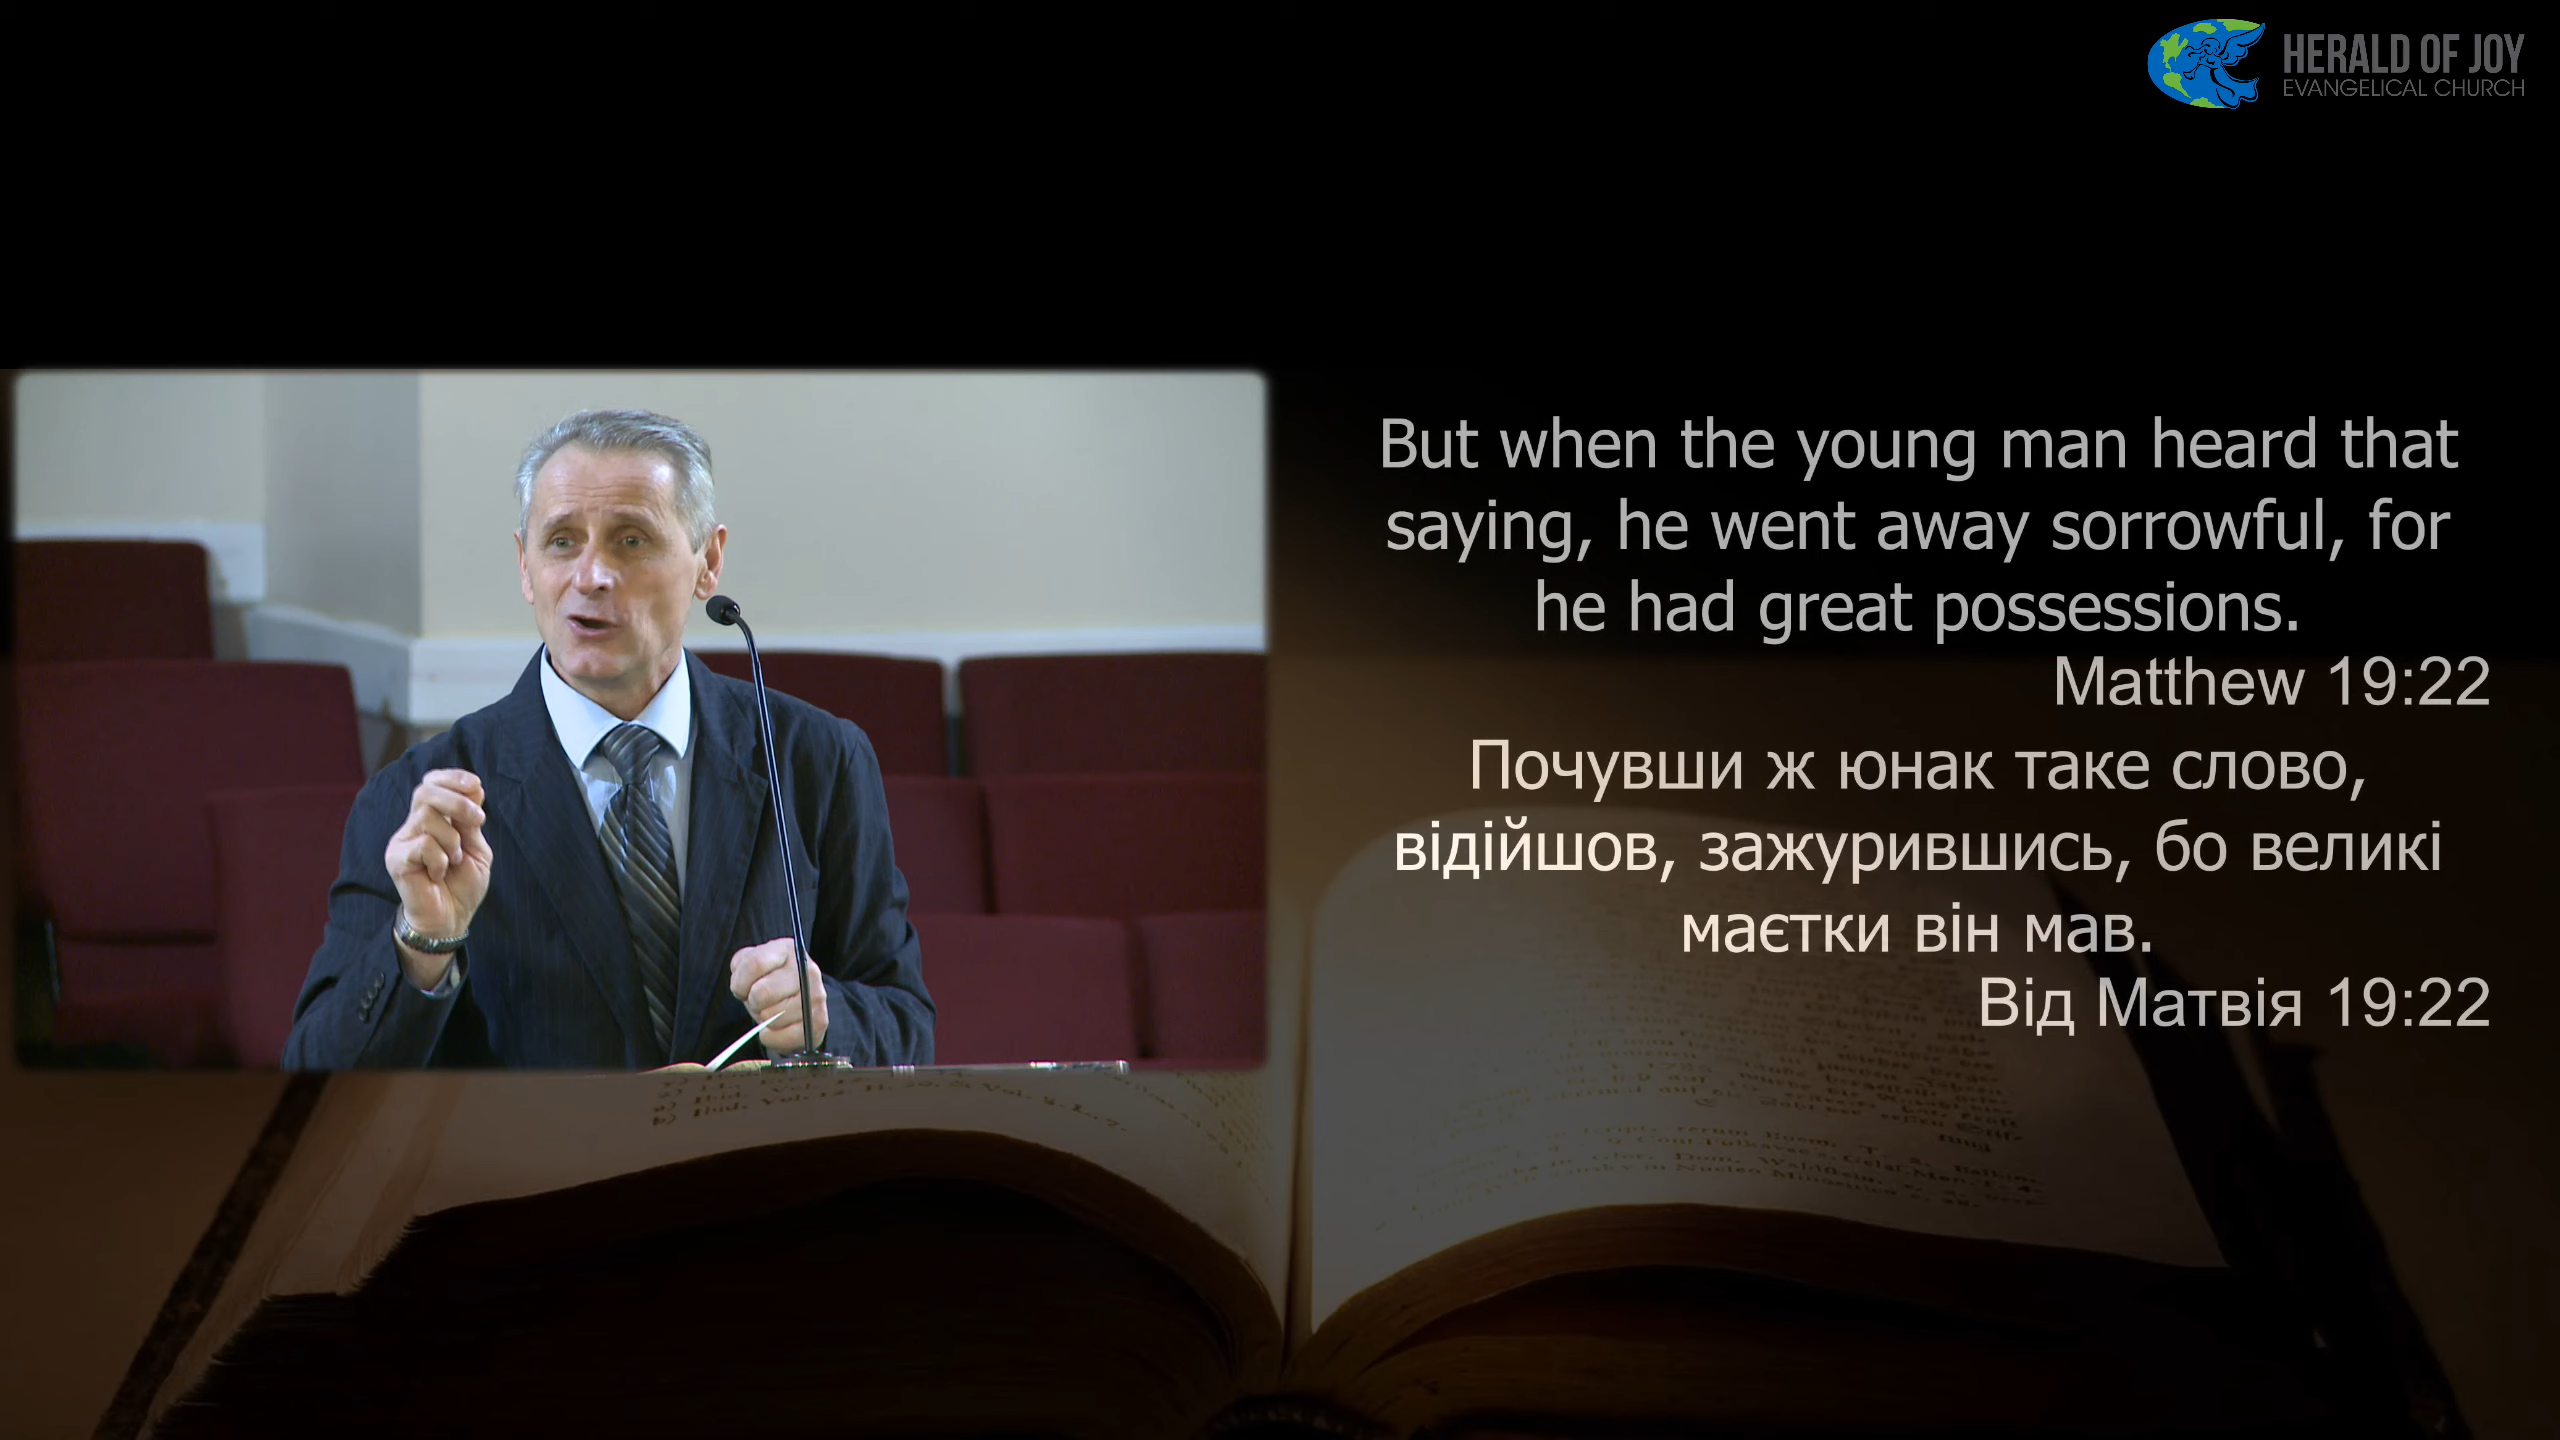 HERALD OF JOY
EVANGELICAL CHURCH
But when the young man heard that
saying, he went away sorrowful, for
he had great possessions.
Matthew 19:22
Почувши ж юнак таке слово,
відійшов, зажурившись, бо великі
маєтки він мав.
Від Матвія 19:22